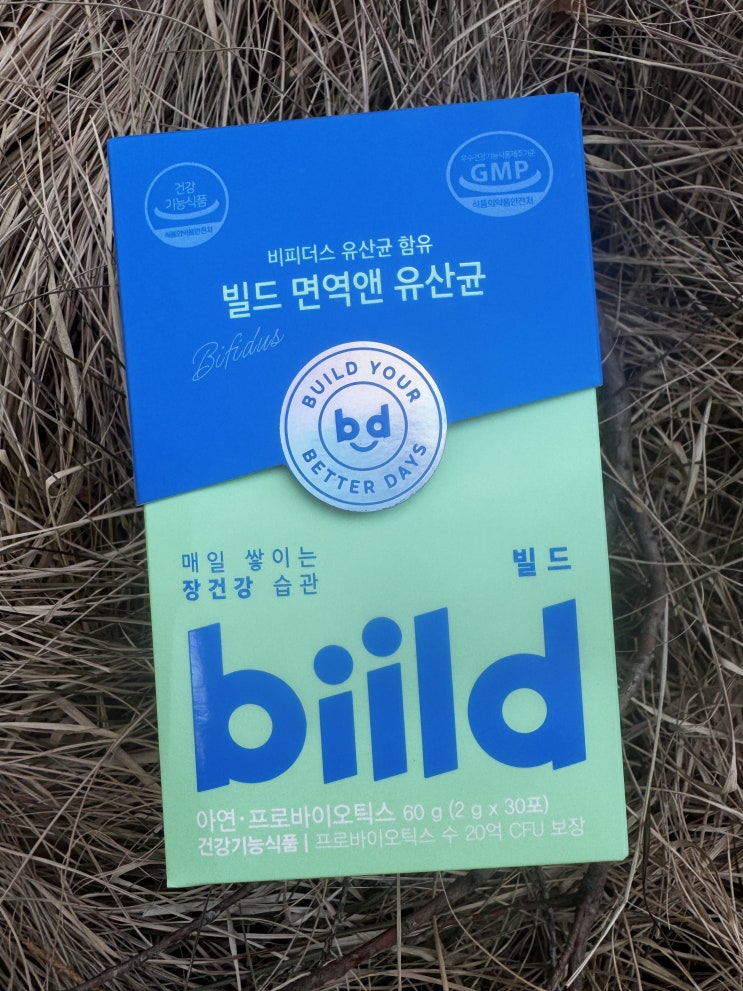 건강
기능식품
식품의약품안전처
우수건강기능식품제조기준
GMP
식품의약품안전처
비피더스 유산균 함유
빌드 면역앤 유산균
Bifidus
BUILD YOUR
bd
BETTER DAYS
매일 쌓이는
장건강 습관
빌드
biild
아연·프로바이오틱스 60 g (2 g x 30포)
건강기능식품 | 프로바이오틱스 수 20억 CFU 보장